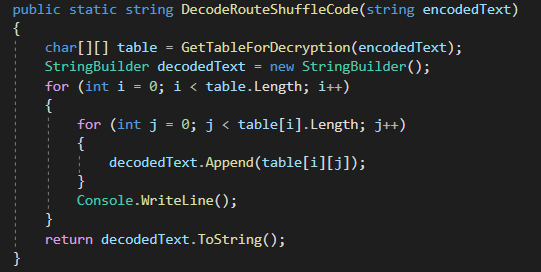 public static string DecodeRouteShuffleCode(string encodedText)
{
    char[][] table = GetTableForDecryption(encodedText);
    StringBuilder decodedText = new StringBuilder();
    for (int i = 0; i < table.Length; i++)
    {
        for (int j = 0; j < table[i].Length; j++)
        {
            decodedText.Append(table[i][j]);
        }
        Console.WriteLine();
    }
    return decodedText.ToString();
}